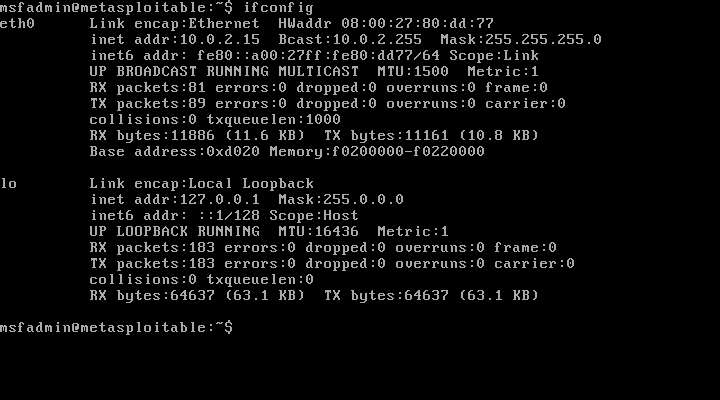 msfadmin@metasploitable:~$ ifconfig
eth0      Link encap:Ethernet  HWaddr 08:00:27:80:dd:77
          inet addr:10.0.2.15  Bcast:10.0.2.255  Mask:255.255.255.0
          inet6 addr: fe80::a00:27ff:fe80:dd77/64 Scope:Link
          UP BROADCAST RUNNING MULTICAST  MTU:1500  Metric:1
          RX packets:81 errors:0 dropped:0 overruns:0 frame:0
          TX packets:89 errors:0 dropped:0 overruns:0 carrier:0
          collisions:0 txqueuelen:1000
          RX bytes:11886 (11.6 KB)  TX bytes:11161 (10.8 KB)
          Base address:0xd020 Memory:f0200000-f0220000
lo        Link encap:Local Loopback
          inet addr:127.0.0.1  Mask:255.0.0.0
          inet6 addr: ::1/128 Scope:Host
          UP LOOPBACK RUNNING  MTU:16436  Metric:1
          RX packets:183 errors:0 dropped:0 overruns:0 frame:0
          TX packets:183 errors:0 dropped:0 overruns:0 carrier:0
          collisions:0 txqueuelen:0
          RX bytes:64637 (63.1 KB)  TX bytes:64637 (63.1 KB)
msfadmin@metasploitable:~$